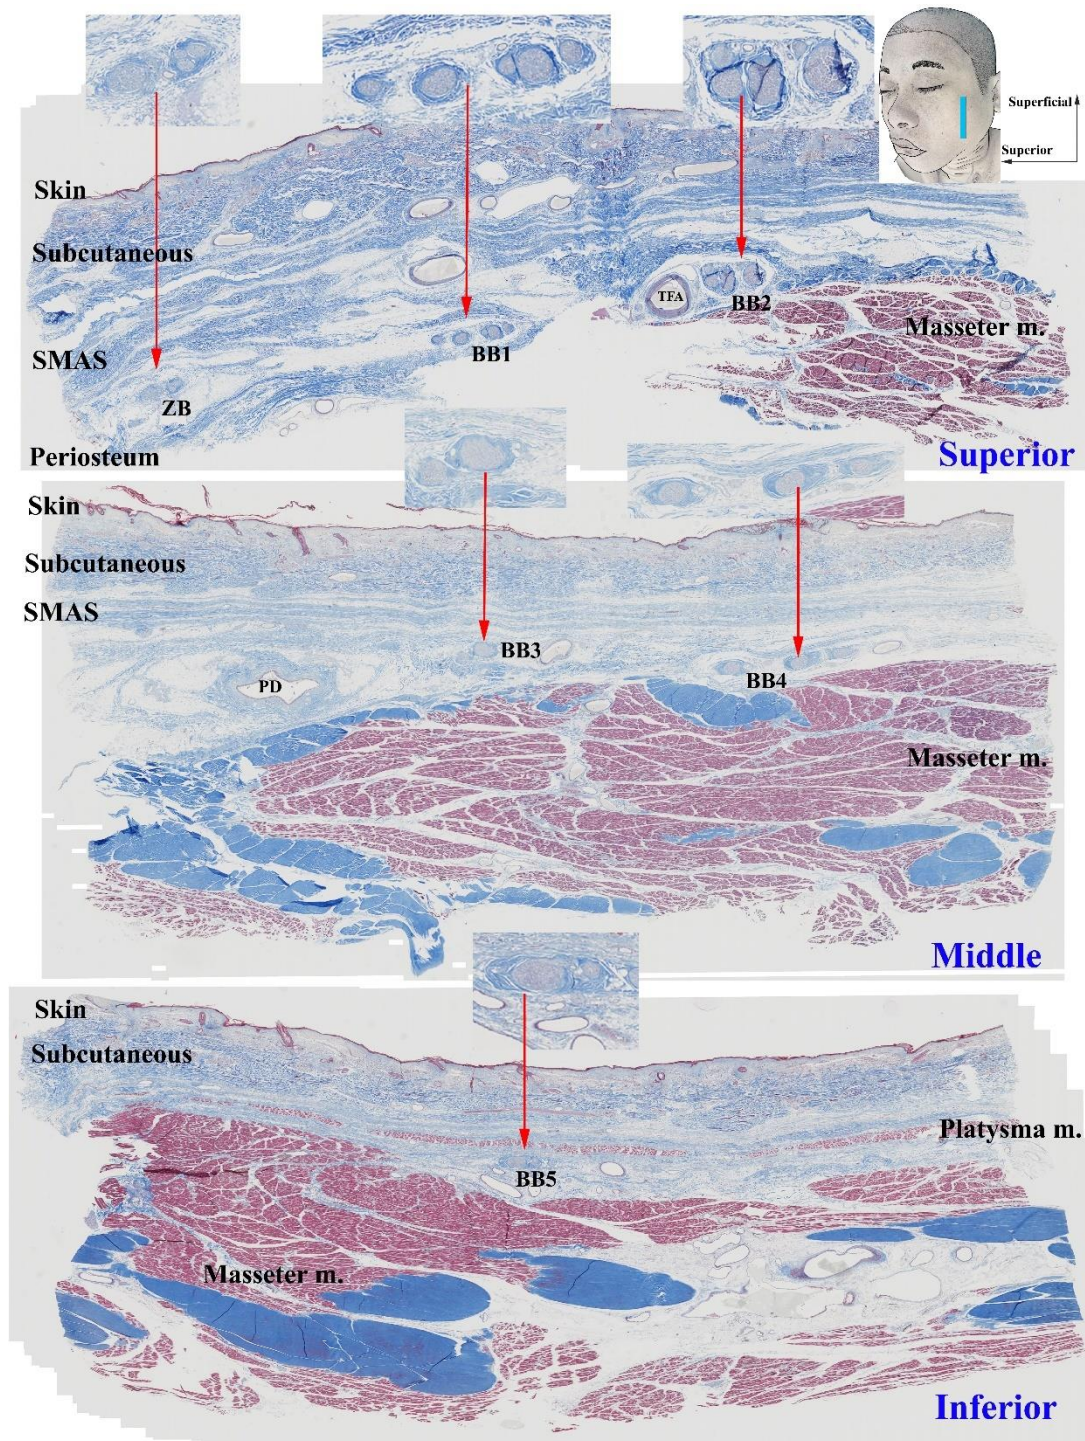 Superficial
Superior
Skin
Subcutaneous
TFA
BB2
Masseter m.
BB1
SMAS
ZB
Periosteum
Superior
Skin
Subcutaneous
SMAS
BB3
PD
BB4
Masseter m.
Middle
Skin
Subcutaneous
Platysma m.
BB5
Masseter m.
Inferior